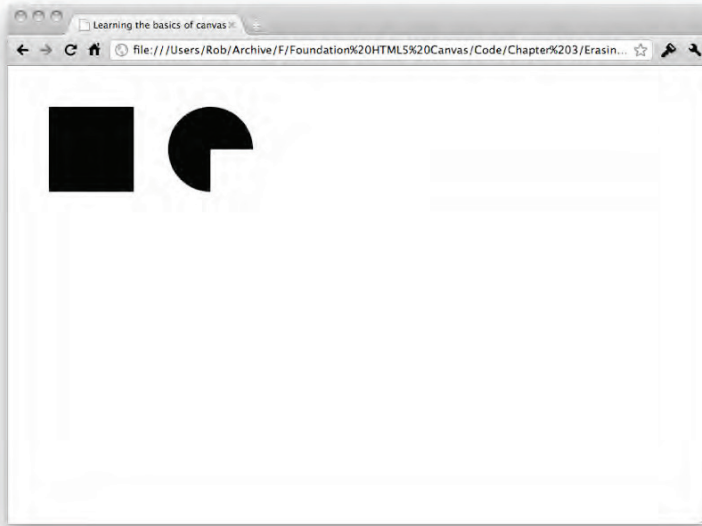 Learning the basics of canvas
file:///Users/Rob/Archive/F/Foundation%20HTML5%20Canvas/Code/Chapter%203/Erasin...